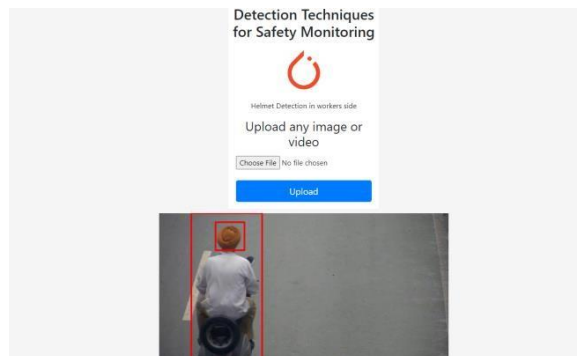 Detection Techniques
for Safety Monitoring
Helmet Detection in workers side
Upload any image or
video
Choose File No file chosen
Upload